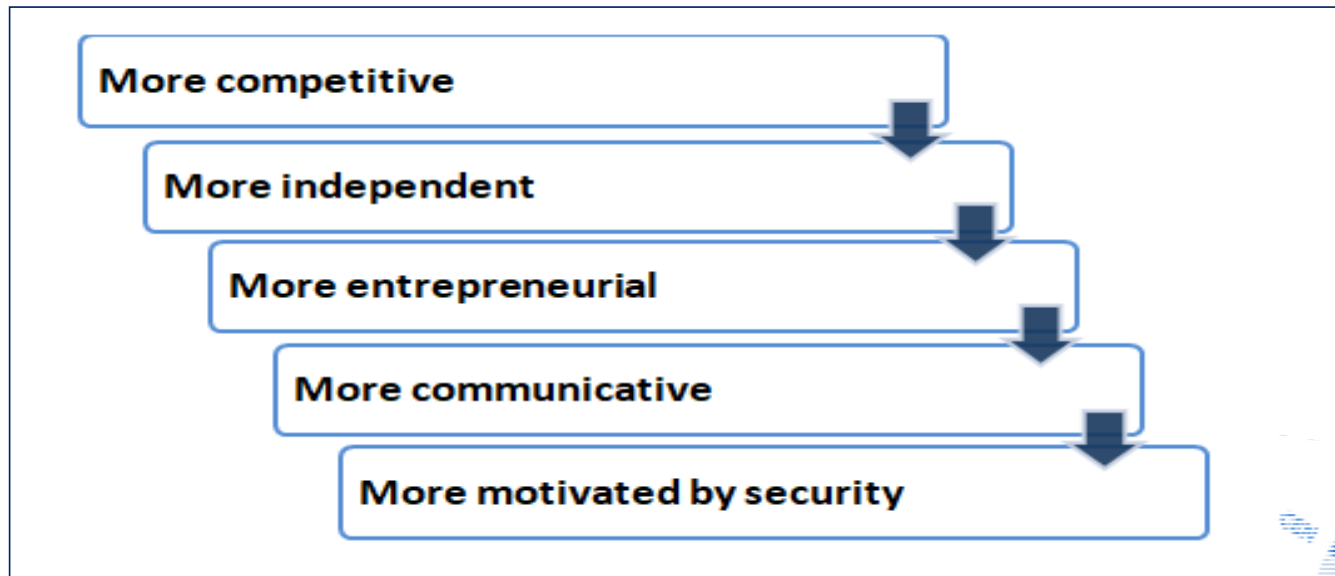 More competitive
More independent
More entrepreneurial
More communicative
More motivated by security